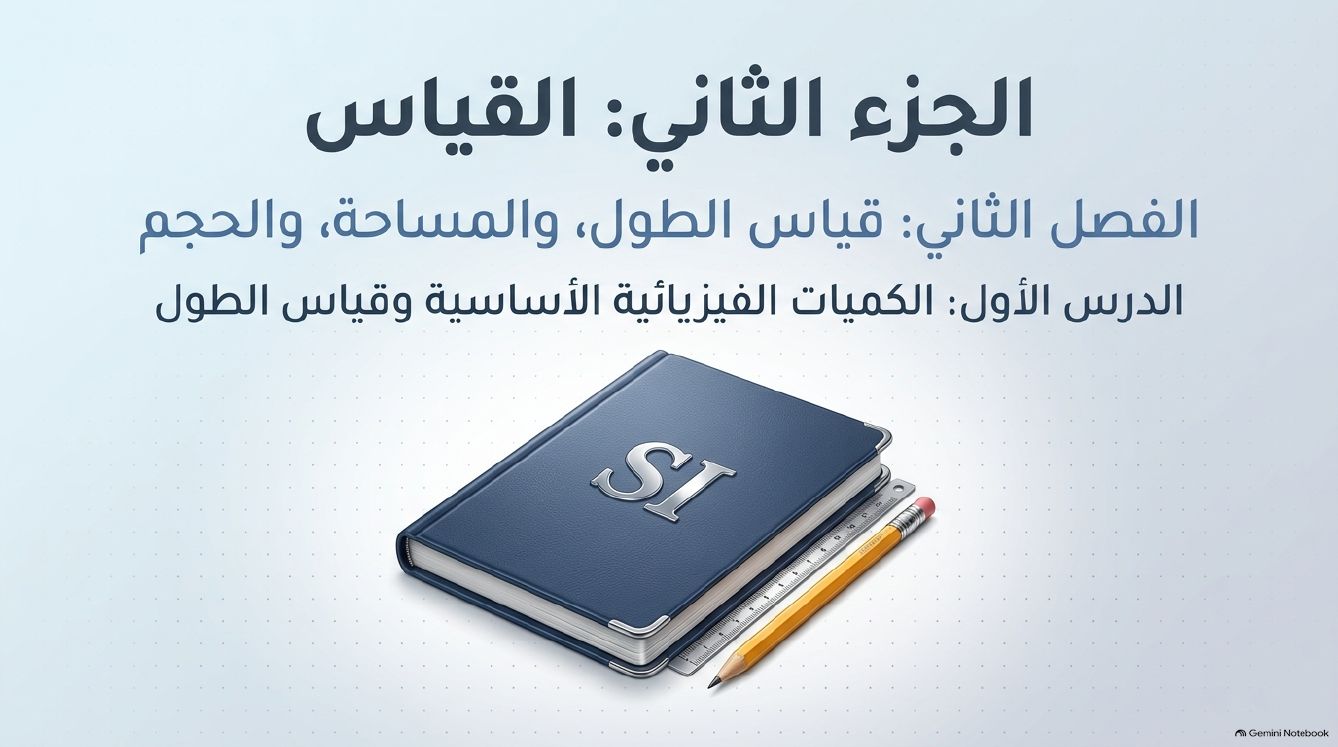 الجزء الثاني: القياس
الفصل الثاني: قياس الطول، والمساحة، والحجم
الدرس الأول: الكميات الفيزيائية الأساسية وقياس الطول
SI
Gemini Notebook